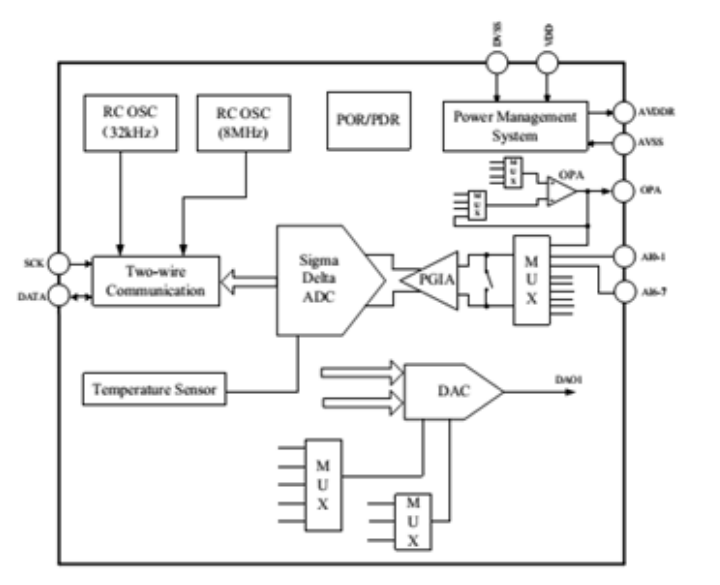 DVSS
VDD
RC OSC
(32kHz)
RC OSC
(8MHz)
POR/PDR
Power Management
System
AVDDR
AVSS
M
U
X
OPA
OPA
M
U
X
SCK
DATA
Two-wire
Communication
Sigma
Delta
ADC
PGIA
M
U
X
AI0-1
AI6-7
Temperature Sensor
DAC
DAO1
M
U
X
M
U
X